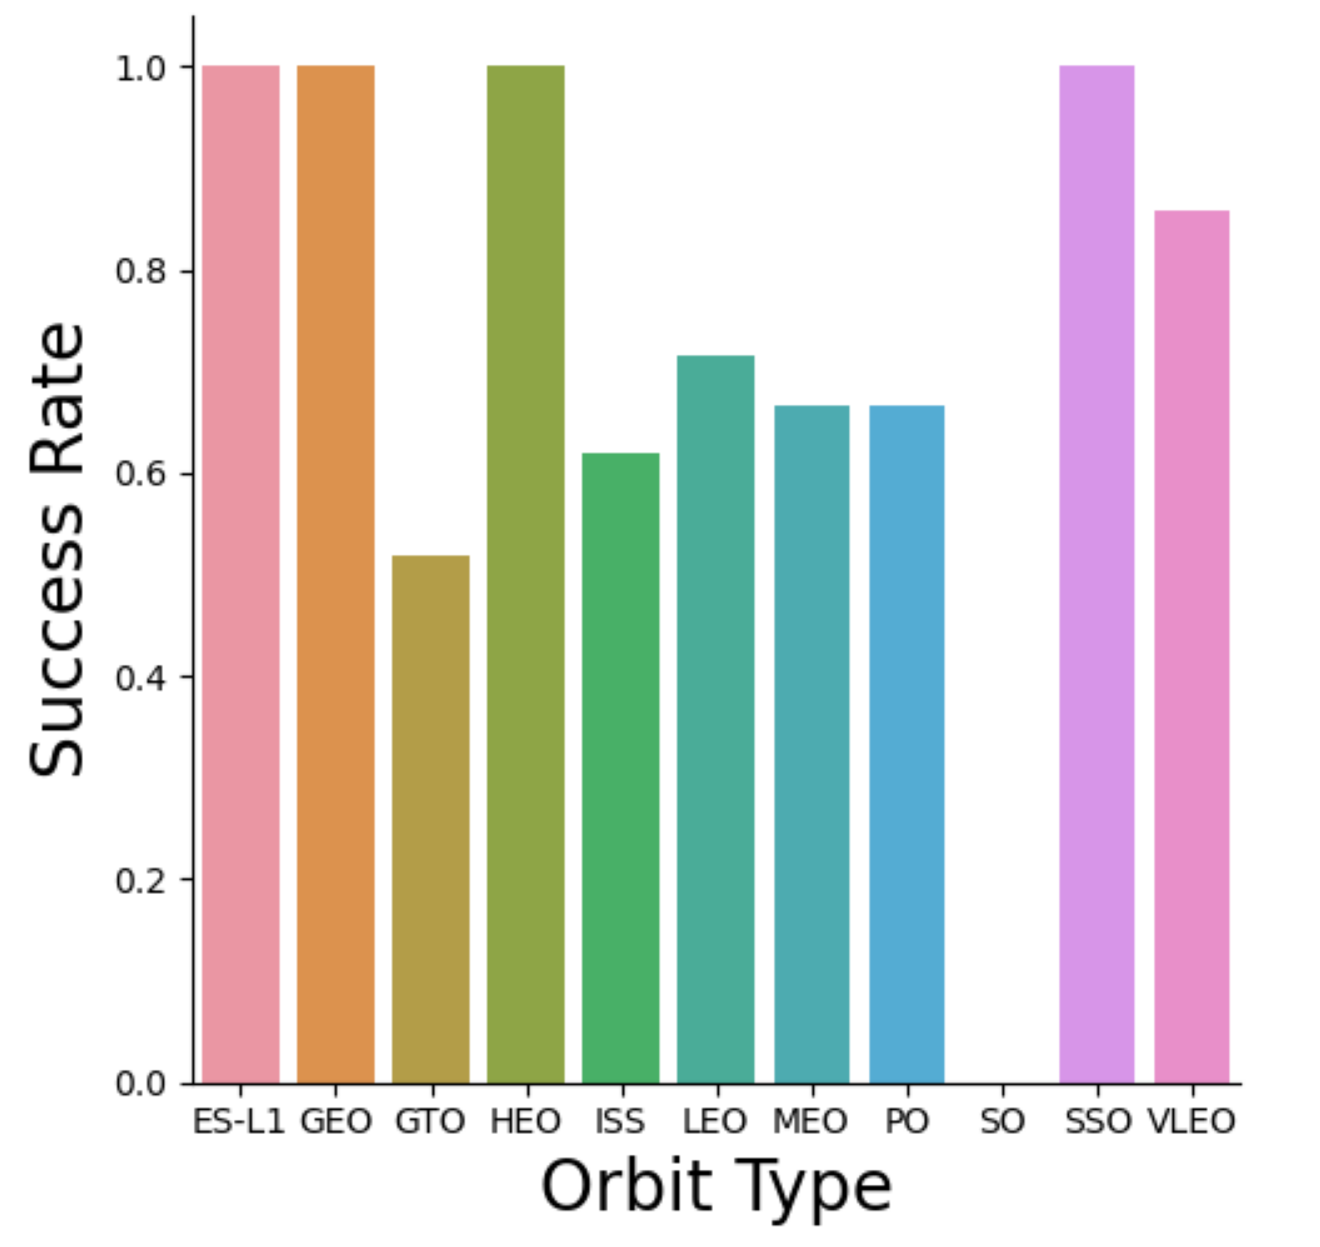 1.0
0.8
0.6
0.4
0.2
0.0
Success Rate
ES-L1 GEO GTO HEO ISS LEO MEO PO SO SSO VLEO
Orbit Type